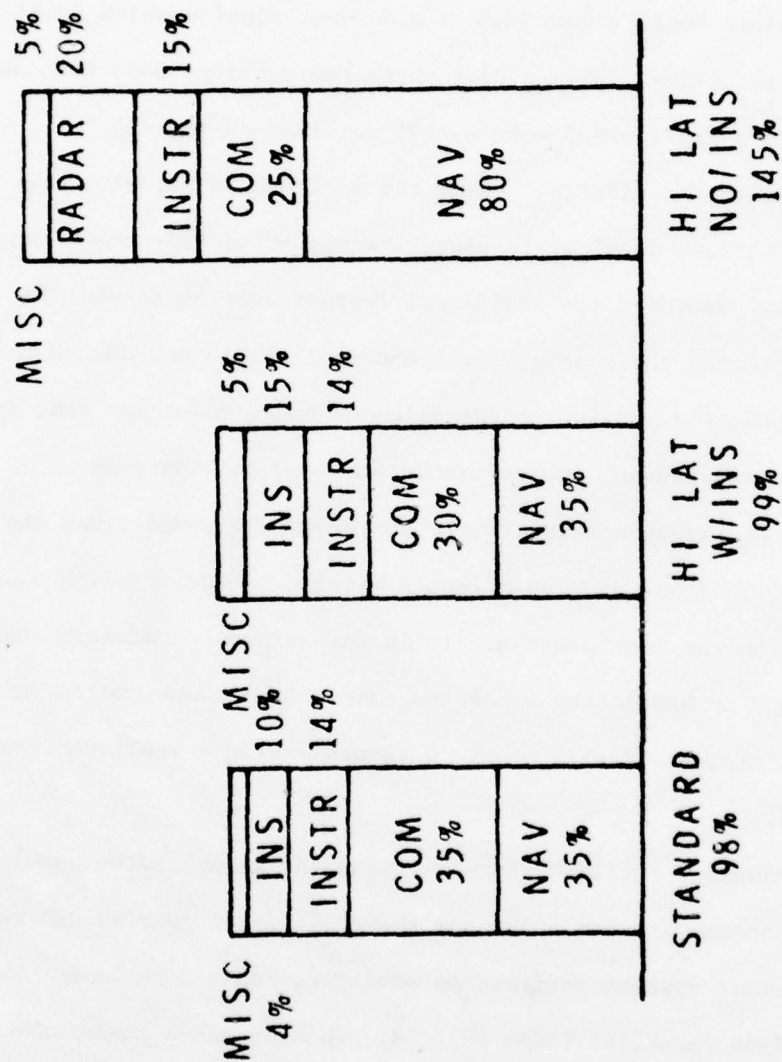 MISC
4%
INS
10%
INSTR
14%
COM
35%
NAV
35%
STANDARD
98%
MISC
5%
INS
15%
INSTR
14%
COM
30%
NAV
35%
HI LAT
W/INS
99%
MISC
5%
RADAR
20%
INSTR
15%
COM
25%
NAV
80%
HI LAT
NO/INS
145%